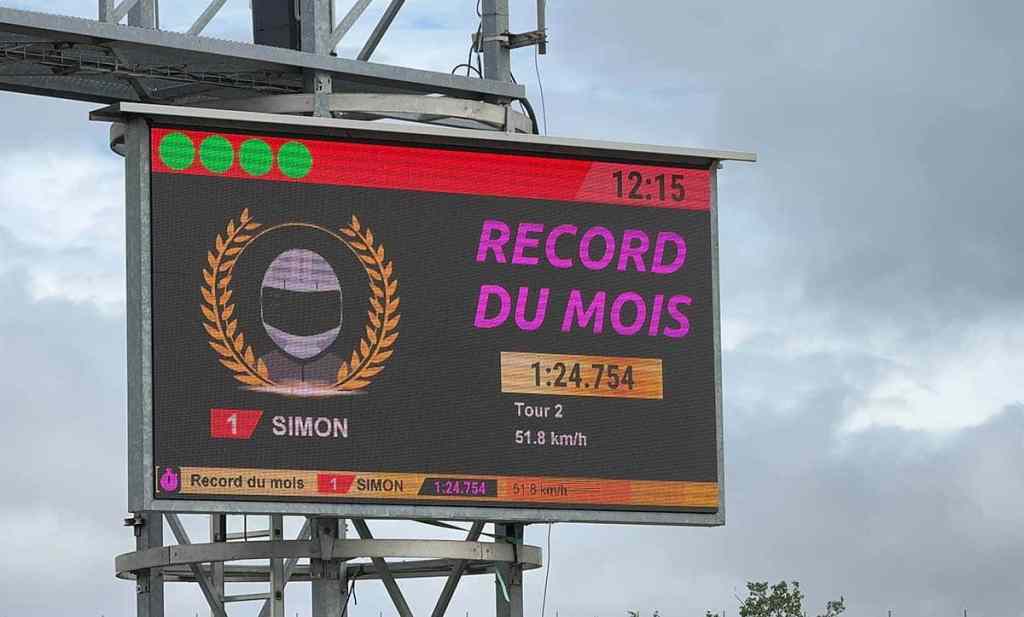 12:15
RECORD
DU MOIS
1:24.754
Tour 2
51.8 km/h
1 SIMON
Record du mois 1 SIMON 1:24.754 51.8 km/h